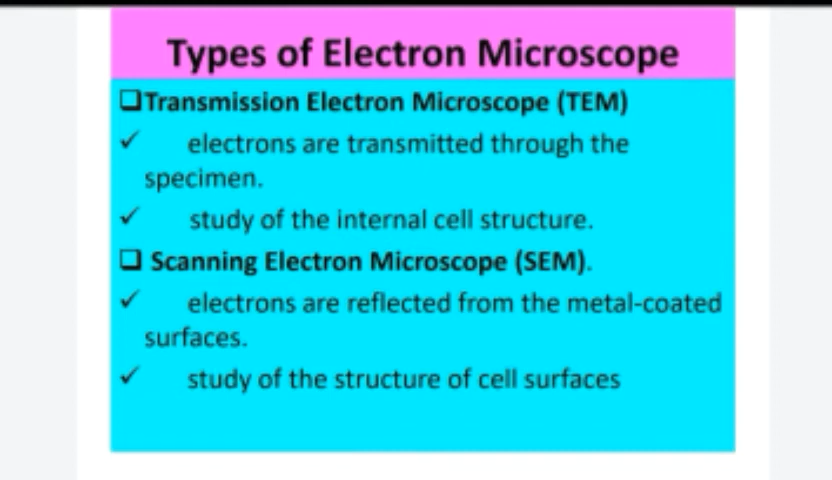 Types of Electron Microscope
❑Transmission Electron Microscope (TEM)
✓ electrons are transmitted through the
specimen.
✓ study of the internal cell structure.
❑ Scanning Electron Microscope (SEM).
✓ electrons are reflected from the metal-coated
surfaces.
✓ study of the structure of cell surfaces